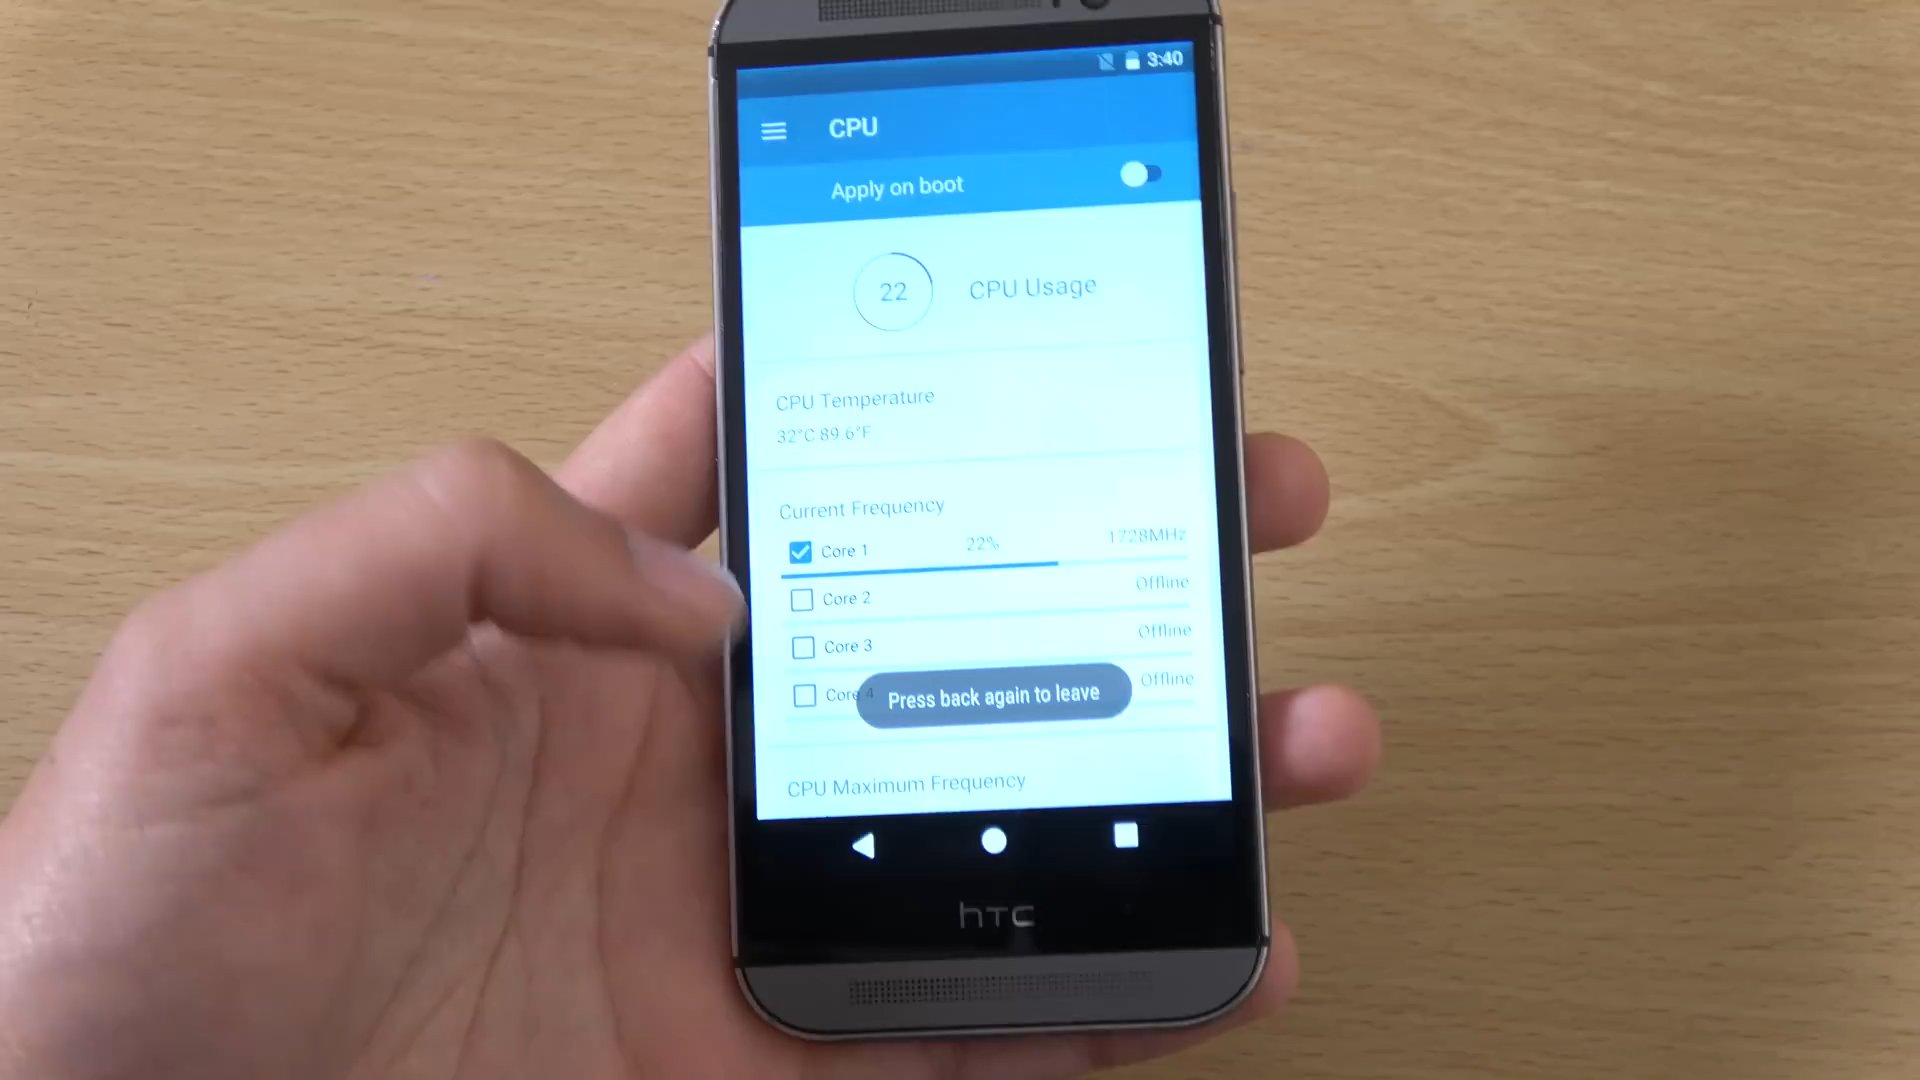 3:40
CPU
Apply on boot
22 CPU Usage
CPU Temperature
32°C 89.6°F
Current Frequency
Core 1 22% 1728MHz
Core 2 Offline
Core 3 Offline
Core 4 Offline
Press back again to leave
CPU Maximum Frequency
hTC